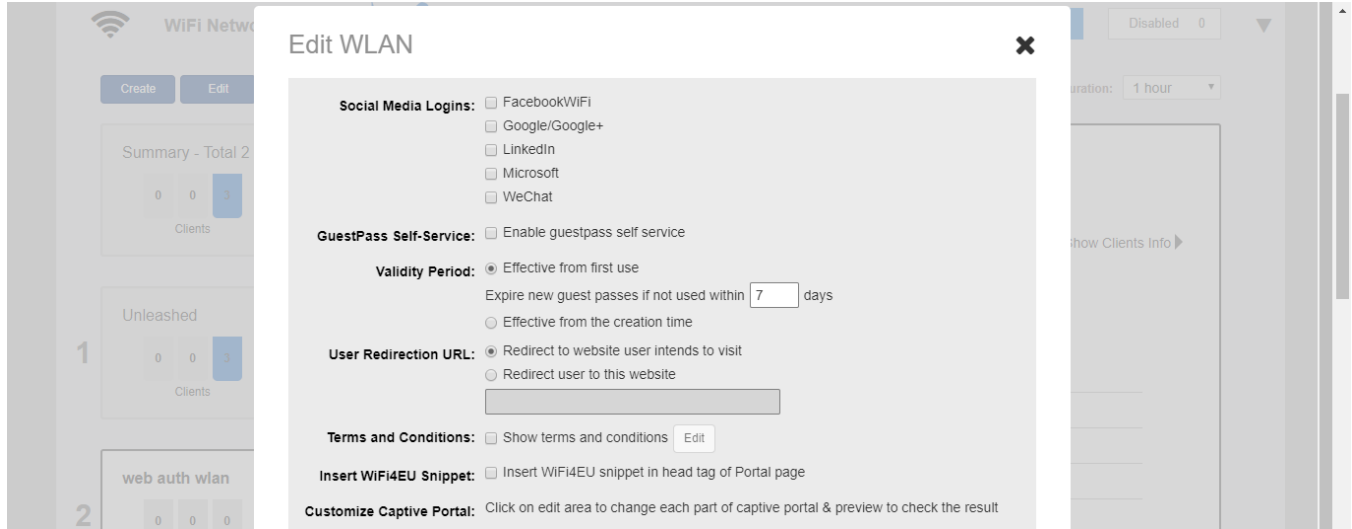 WiFi Netwo
Disabled 0
Edit WLAN
Create
Edit
uration: 1 hour
Social Media Logins:
FacebookWiFi
Google/Google+
LinkedIn
Microsoft
WeChat
Summary - Total 2
0 0 3
Clients
GuestPass Self-Service:
Enable guestpass self service
Show Clients Info
Validity Period:
Effective from first use
Expire new guest passes if not used within 7 days
Effective from the creation time
Unleashed
1
0 0 3
Clients
User Redirection URL:
Redirect to website user intends to visit
Redirect user to this website
Terms and Conditions:
Show terms and conditions
Edit
Insert WiFi4EU Snippet:
Insert WiFi4EU snippet in head tag of Portal page
Customize Captive Portal:
Click on edit area to change each part of captive portal & preview to check the result
web auth wlan
2
0 0 0